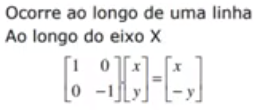 Ocorre ao longo de uma linha
Ao longo do eixo X
[1 0; 0 -1][x; y]=[x; -y]